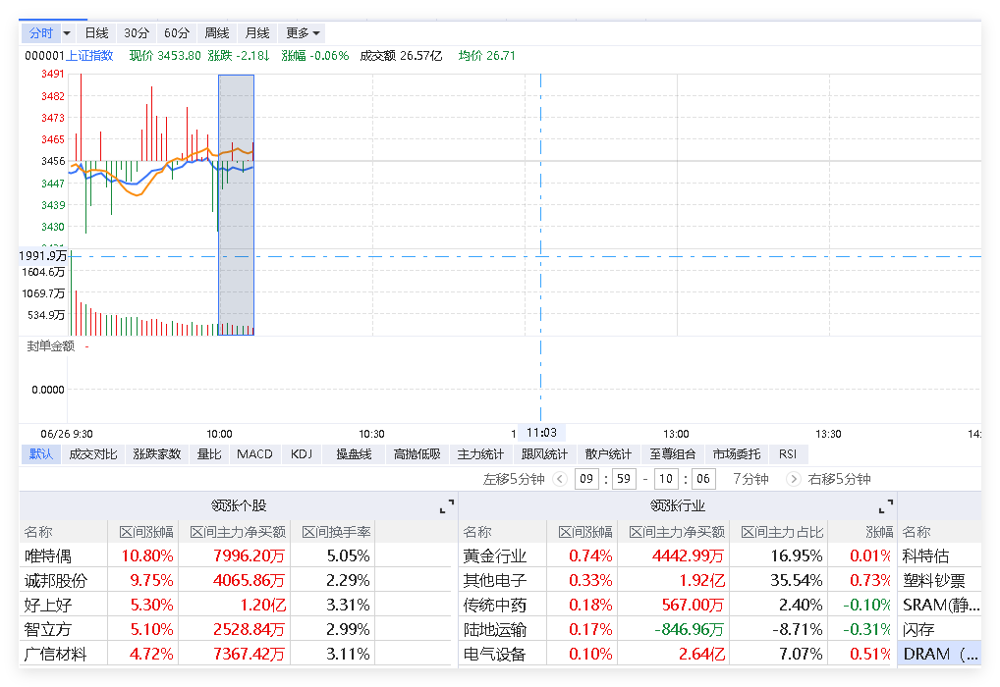 分时 日线 30分 60分 周线 月线 更多
000001上证指数 现价 3453.80 涨跌 -2.18↓ 涨幅 -0.06% 成交额 26.57亿 均价 26.71
3491
3482
3473
3465
3456
3447
3439
3430
1991.9万
1604.6万
1069.7万
534.9万
封单金额 -
0.0000
06/26 9:30 10:00 10:30 1 11:03 13:00 13:30 14:
默认 成交对比 涨跌家数 量比 MACD KDJ 操盘线 高抛低吸 主力统计 跟风统计 散户统计 至尊组合 市场委托 RSI
左移5分钟 09 : 59 - 10 : 06 7分钟 右移5分钟
领涨个股 领涨行业
名称 区间涨幅 区间主力净买额 区间换手率 名称 区间涨幅 区间主力净买额 区间主力占比 涨幅 名称
唯特偶 10.80% 7996.20万 5.05% 黄金行业 0.74% 4442.99万 16.95% 0.01% 科特估
诚邦股份 9.75% 4065.86万 2.29% 其他电子 0.33% 1.92亿 35.54% 0.73% 塑料钞票
好上好 5.30% 1.20亿 3.31% 传统中药 0.18% 567.00万 2.40% -0.10% SRAM(静...
智立方 5.10% 2528.84万 2.99% 陆地运输 0.17% -846.96万 -8.71% -0.31% 闪存
广信材料 4.72% 7367.42万 3.11% 电气设备 0.10% 2.64亿 7.07% 0.51% DRAM（...